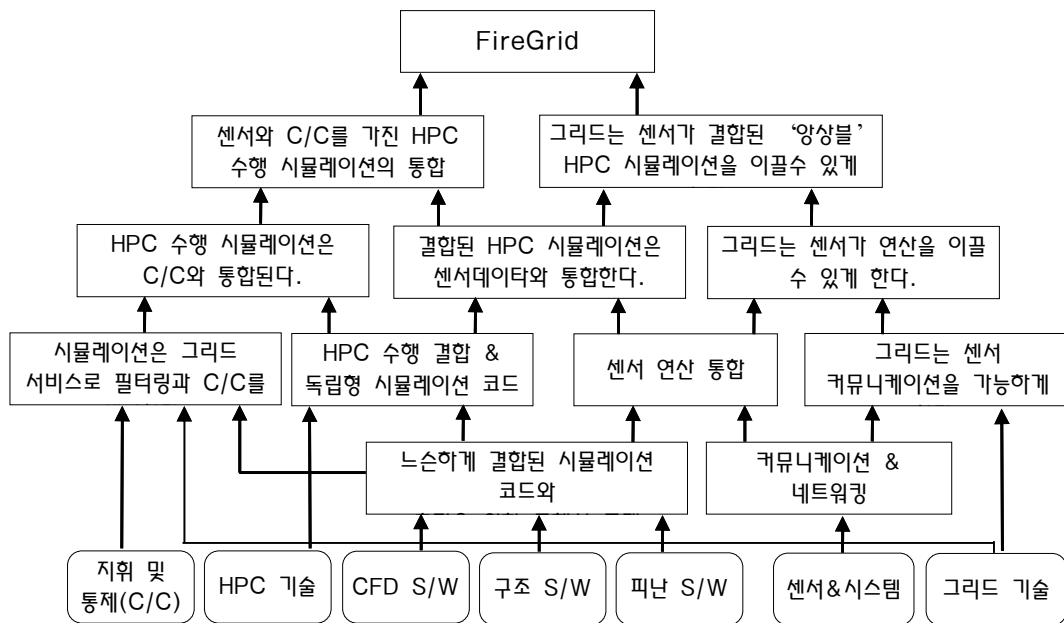 FireGrid
센서와 C/C를 가진 HPC
수행 시뮬레이션의 통합
그리드는 센서가 결합된 '앙상블'
HPC 시뮬레이션을 이끌수 있게
HPC 수행 시뮬레이션은
C/C와 통합된다.
결합된 HPC 시뮬레이션은
센서데이타와 통합한다.
그리드는 센서가 연산을 이끌
수 있게 한다.
시뮬레이션은 그리드
서비스로 필터링과 C/C를
HPC 수행 결합 &
독립형 시뮬레이션 코드
센서 연산 통합
그리드는 센서
커뮤니케이션을 가능하게
느슨하게 결합된 시뮬레이션
코드와
커뮤니케이션 &
네트워킹
지휘 및
통제(C/C)
HPC 기술
CFD S/W
구조 S/W
피난 S/W
센서&시스템
그리드 기술